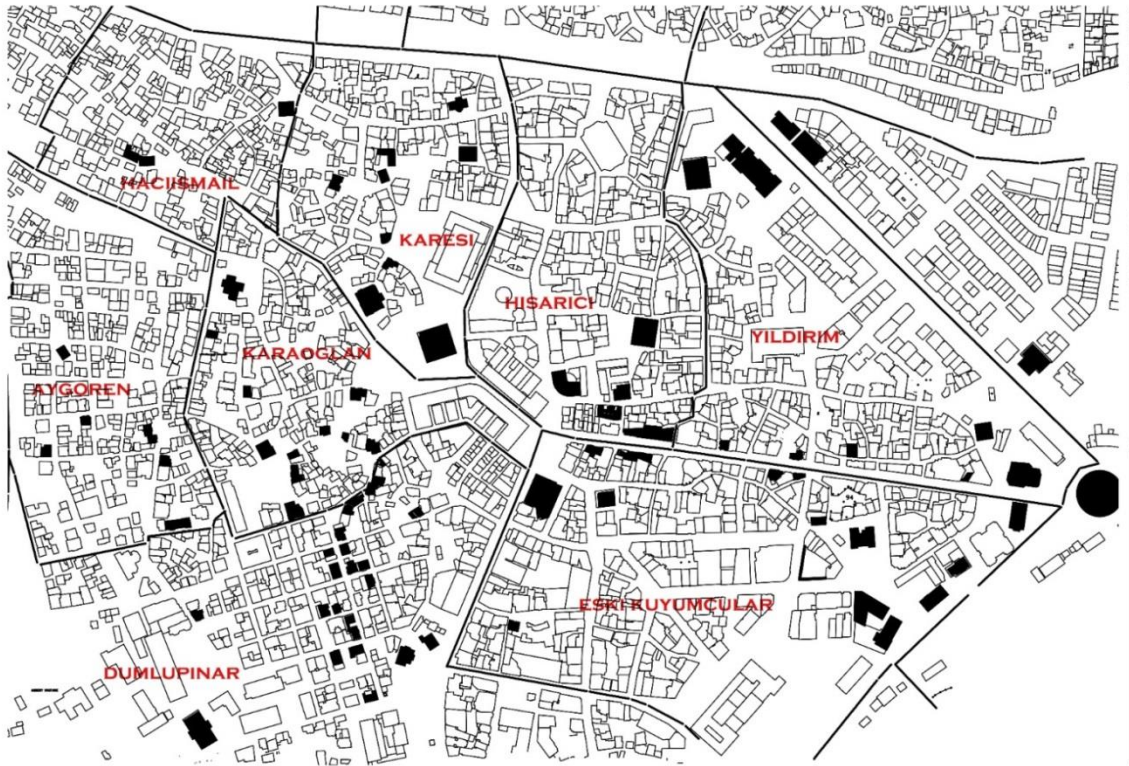 HACIISMAIL
KARESI
HISARICI
YILDIRIM
KARAOGLAN
AYGOREN
ESKI KUYUMCULAR
DUMLUPINAR